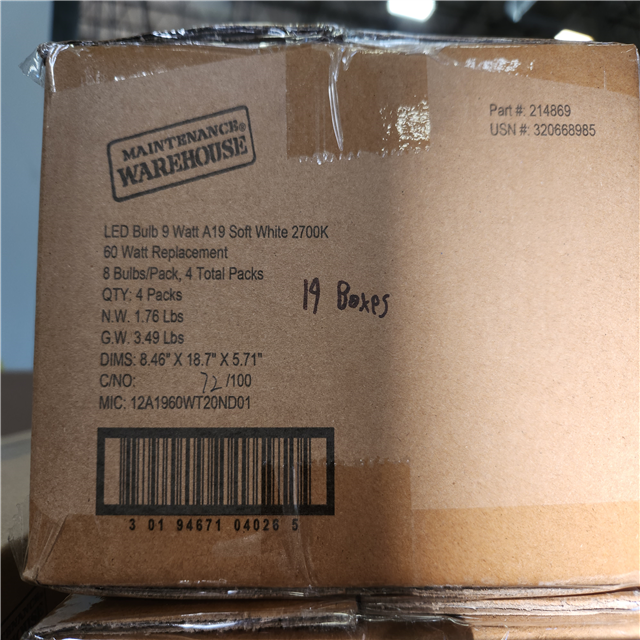 MAINTENANCE®
WAREHOUSE
Part #: 214869
USN #: 320668985
LED Bulb 9 Watt A19 Soft White 2700K
60 Watt Replacement
8 Bulbs/Pack, 4 Total Packs
QTY: 4 Packs
N.W. 1.76 Lbs
G.W. 3.49 Lbs
DIMS: 8.46" X 18.7" X 5.71"
C/NO: 72/100
MIC: 12A1960WT20ND01
19 Boxes
3 01 94671 04026 5